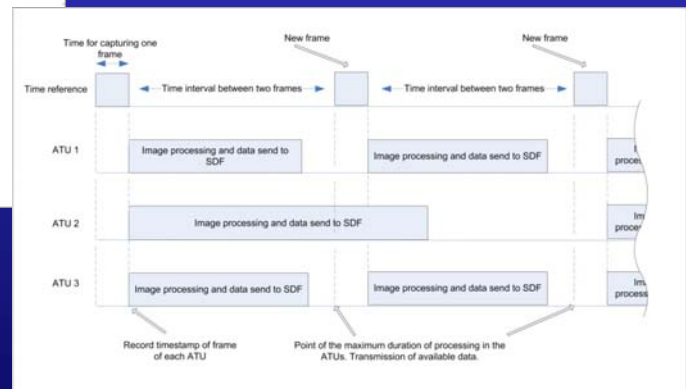 Time for capturing one
frame
New frame
New frame
Time reference
Time interval between two frames
Time interval between two frames
ATU 1
Image processing and data send to
SDF
Image processing and data send to SDF
proces
ATU 2
Image processing and data send to SDF
Im
proces
ATU 3
Image processing and data send to SDF
Image processing and data send to SDF
process
Record timestamp of frame
of each ATU
Point of the maximum duration of processing in the
ATUs. Transmission of available data.